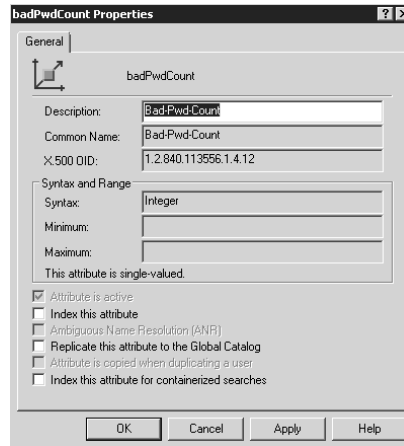 badPwdCount Properties ? X
General
badPwdCount
Description: Bad-Pwd-Count
Common Name: Bad-Pwd-Count
X.500 OID: 1.2.840.113556.1.4.12
Syntax and Range
Syntax: Integer
Minimum:
Maximum:
This attribute is single-valued.
Attribute is active
Index this attribute
Ambiguous Name Resolution (ANR)
Replicate this attribute to the Global Catalog
Attribute is copied when duplicating a user
Index this attribute for containerized searches
OK Cancel Apply Help